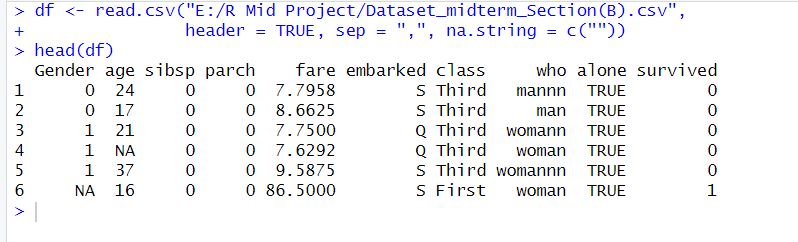 > df <- read.csv("E:/R Mid Project/Dataset_midterm_Section(B).csv",
+                header = TRUE, sep = ",", na.string = c(""))
> head(df)
  Gender age sibsp parch    fare embarked class     who alone survived
1      0  24     0     0  7.7958        S Third   mannn  TRUE        0
2      0  17     0     0  8.6625        S Third     man  TRUE        0
3      1  21     0     0  7.7500        Q Third  womann  TRUE        0
4      1  NA     0     0  7.6292        Q Third   woman  TRUE        0
5      1  37     0     0  9.5875        S Third womannn  TRUE        0
6     NA  16     0     0 86.5000        S First   woman  TRUE        1
>